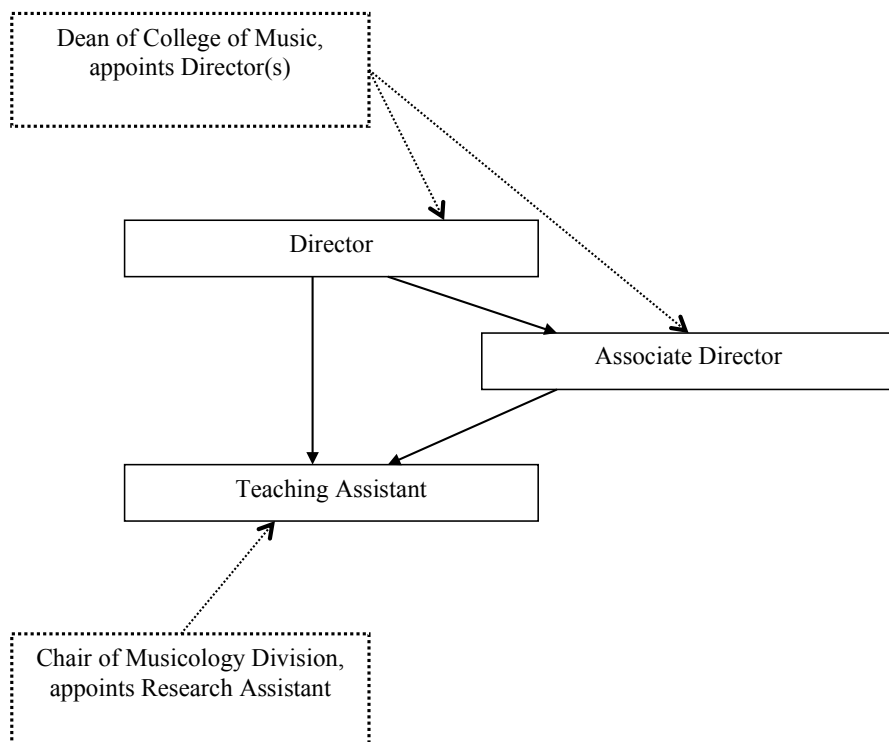 Dean of College of Music,
appoints Director(s)
Director
Associate Director
Teaching Assistant
Chair of Musicology Division,
appoints Research Assistant